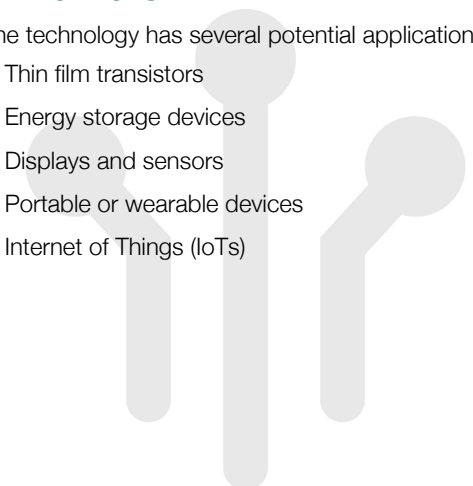 technology has several potential application
Thin film transistors
Energy storage devices
Displays and sensors
Portable or wearable devices
Internet of Things (IoTs)